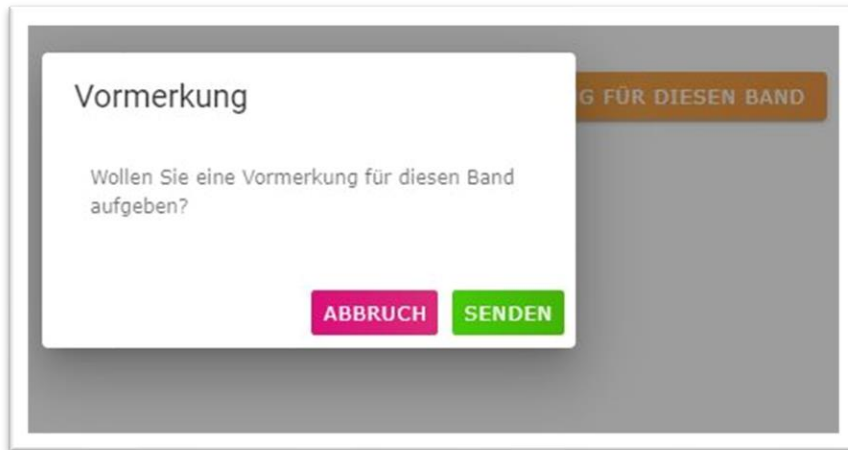 Vormerkung
G FÜR DIESEN BAND
Wollen Sie eine Vormerkung für diesen Band
aufgeben?
ABBRUCH SENDEN